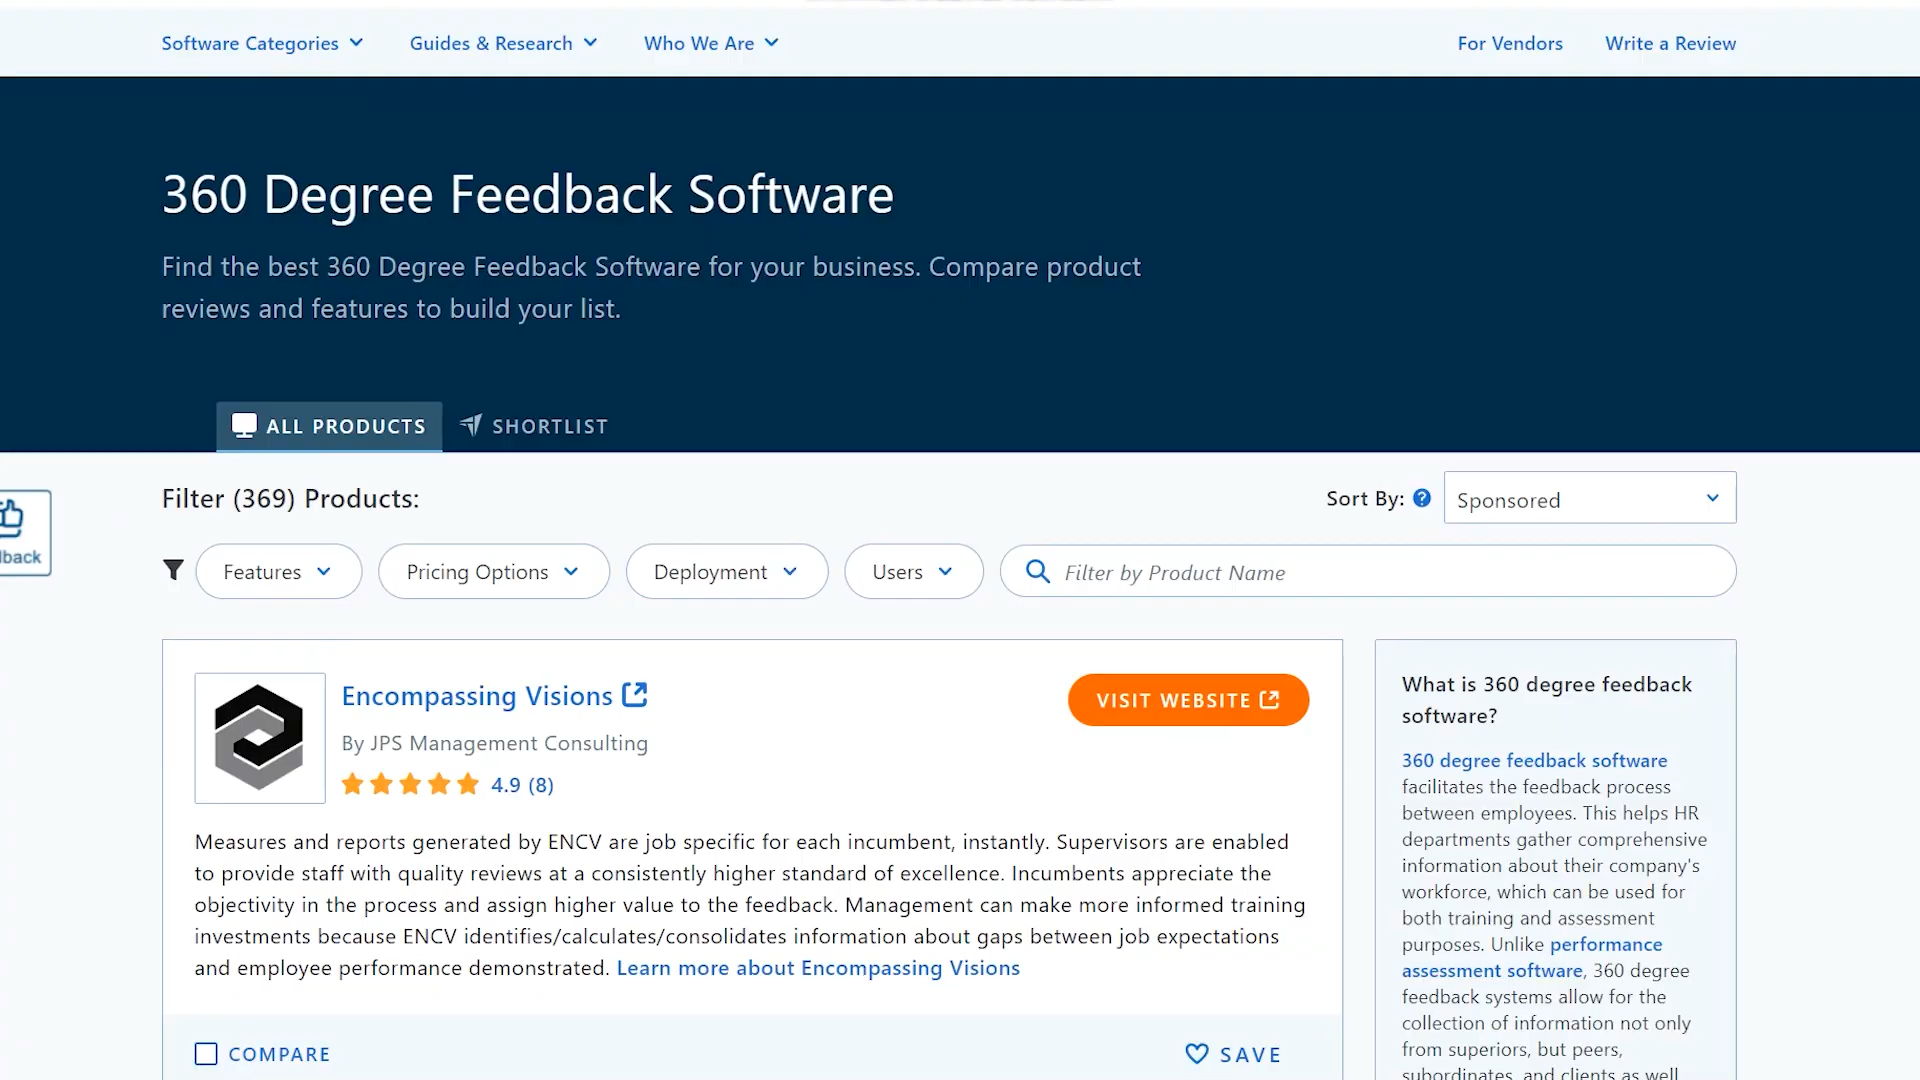 Software Categories Guides & Research Who We Are For Vendors Write a Review
360 Degree Feedback Software
Find the best 360 Degree Feedback Software for your business. Compare product
reviews and features to build your list.
ALL PRODUCTS SHORTLIST
Filter (369) Products:
Sort By: ? Sponsored
Features Pricing Options Deployment Users Filter by Product Name
Encompassing Visions
By JPS Management Consulting
4.9 (8)
VISIT WEBSITE
Measures and reports generated by ENCV are job specific for each incumbent, instantly. Supervisors are enabled
to provide staff with quality reviews at a consistently higher standard of excellence. Incumbents appreciate the
objectivity in the process and assign higher value to the feedback. Management can make more informed training
investments because ENCV identifies/calculates/consolidates information about gaps between job expectations
and employee performance demonstrated. Learn more about Encompassing Visions
COMPARE
SAVE
What is 360 degree feedback
software?
360 degree feedback software
facilitates the feedback process
between employees. This helps HR
departments gather comprehensive
information about their company's
workforce, which can be used for
both training and assessment
purposes. Unlike performance
assessment software, 360 degree
feedback systems allow for the
collection of information not only
from superiors, but peers,
subordinates, and clients as well